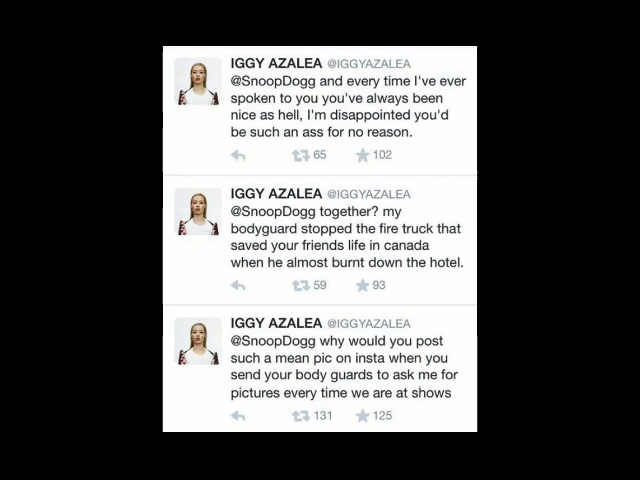 IGGY AZALEA @IGGYAZALEA
@SnoopDogg and every time I've ever
spoken to you you've always been
nice as hell, I'm disappointed you'd
be such an ass for no reason.
65 102
IGGY AZALEA @IGGYAZALEA
@SnoopDogg together? my
bodyguard stopped the fire truck that
saved your friends life in canada
when he almost burnt down the hotel.
59 93
IGGY AZALEA @IGGYAZALEA
@SnoopDogg why would you post
such a mean pic on insta when you
send your body guards to ask me for
pictures every time we are at shows
131 125